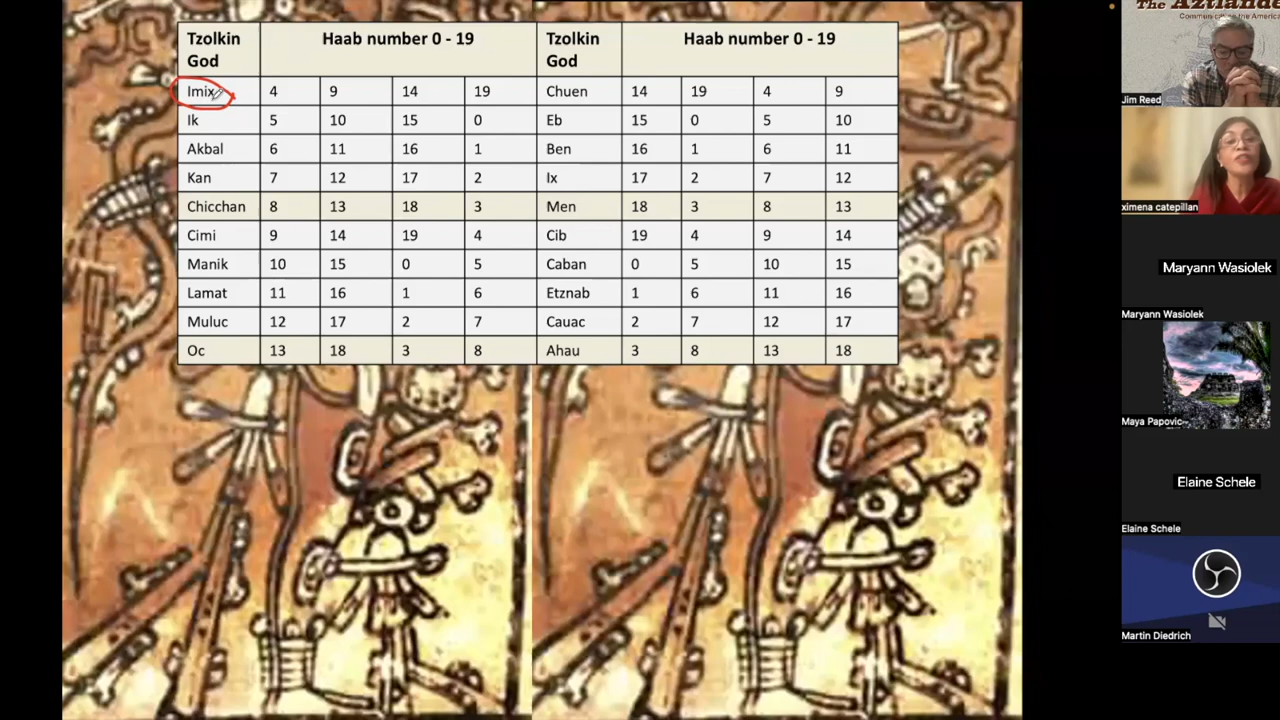 Tzolkin God Haab number 0 - 19 Tzolkin God Haab number 0 - 19
Imix 4 9 14 19 Chuen 14 19 4 9
Ik 5 10 15 0 Eb 15 0 5 10
Akbal 6 11 16 1 Ben 16 1 6 11
Kan 7 12 17 2 Ix 17 2 7 12
Chicchan 8 13 18 3 Men 18 3 8 13
Cimi 9 14 19 4 Cib 19 4 9 14
Manik 10 15 0 5 Caban 0 5 10 15
Lamat 11 16 1 6 Etznab 1 6 11 16
Muluc 12 17 2 7 Cauac 2 7 12 17
Oc 13 18 3 8 Ahau 3 8 13 18
The Aztlande
Communic the America
Jim Reed
ximena catepillan
Maryann Wasiolek
Maryann Wasiolek
Maya Papovic
Elaine Schele
Elaine Schele
Martin Diedrich